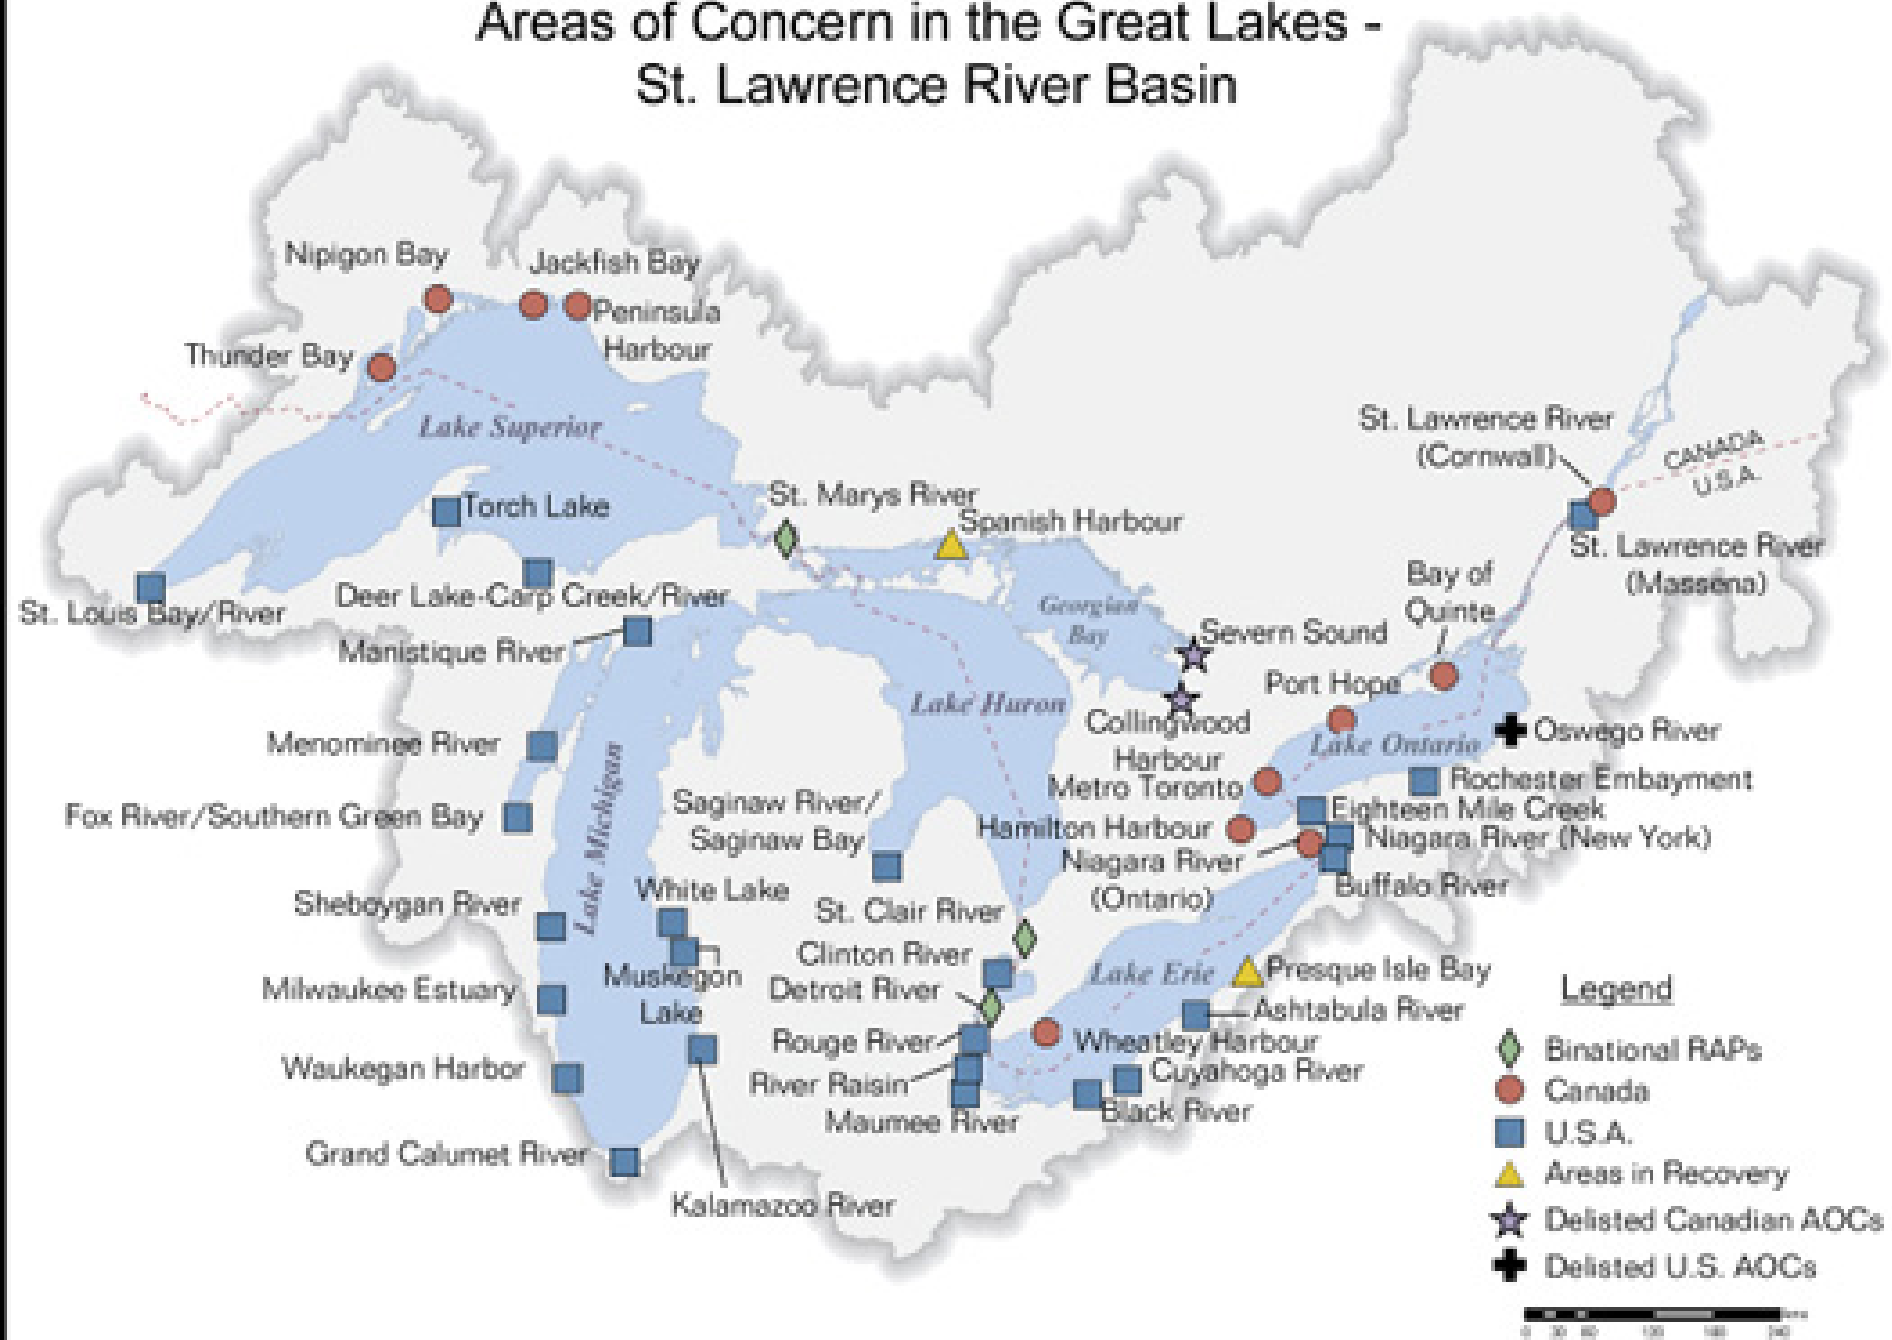 Areas of Concern in the Great Lakes -
St. Lawrence River Basin
Nipigon Bay
Jackfish Bay
Peninsula
Harbour
Thunder Bay
Lake Superior
St. Lawrence River
(Cornwall)
CANADA
U.S.A.
Torch Lake
St. Marys River
Spanish Harbour
St. Lawrence River
(Massena)
St. Louis Bay/River
Deer Lake-Carp Creek/River
Manistique River
Georgian
Bay
Bay of
Quinte
Severn Sound
Port Hope
Lake Huron
Collingwood
Harbour
Lake Ontario
Oswego River
Menominee River
Lake Michigan
Metro Toronto
Rochester Embayment
Fox River/Southern Green Bay
Saginaw River/
Saginaw Bay
Hamilton Harbour
Eighteen Mile Creek
Niagara River (New York)
Niagara River
(Ontario)
Buffalo River
White Lake
Sheboygan River
St. Clair River
Clinton River
Muskegon
Lake
Detroit River
Lake Erie
Presque Isle Bay
Milwaukee Estuary
Ashtabula River
Rouge River
Wheatley Harbour
Waukegan Harbor
River Raisin
Cuyahoga River
Maumee River
Black River
Grand Calumet River
Kalamazoo River
Legend
Binational RAPs
Canada
U.S.A.
Areas in Recovery
Delisted Canadian AOCs
Delisted U.S. AOCs